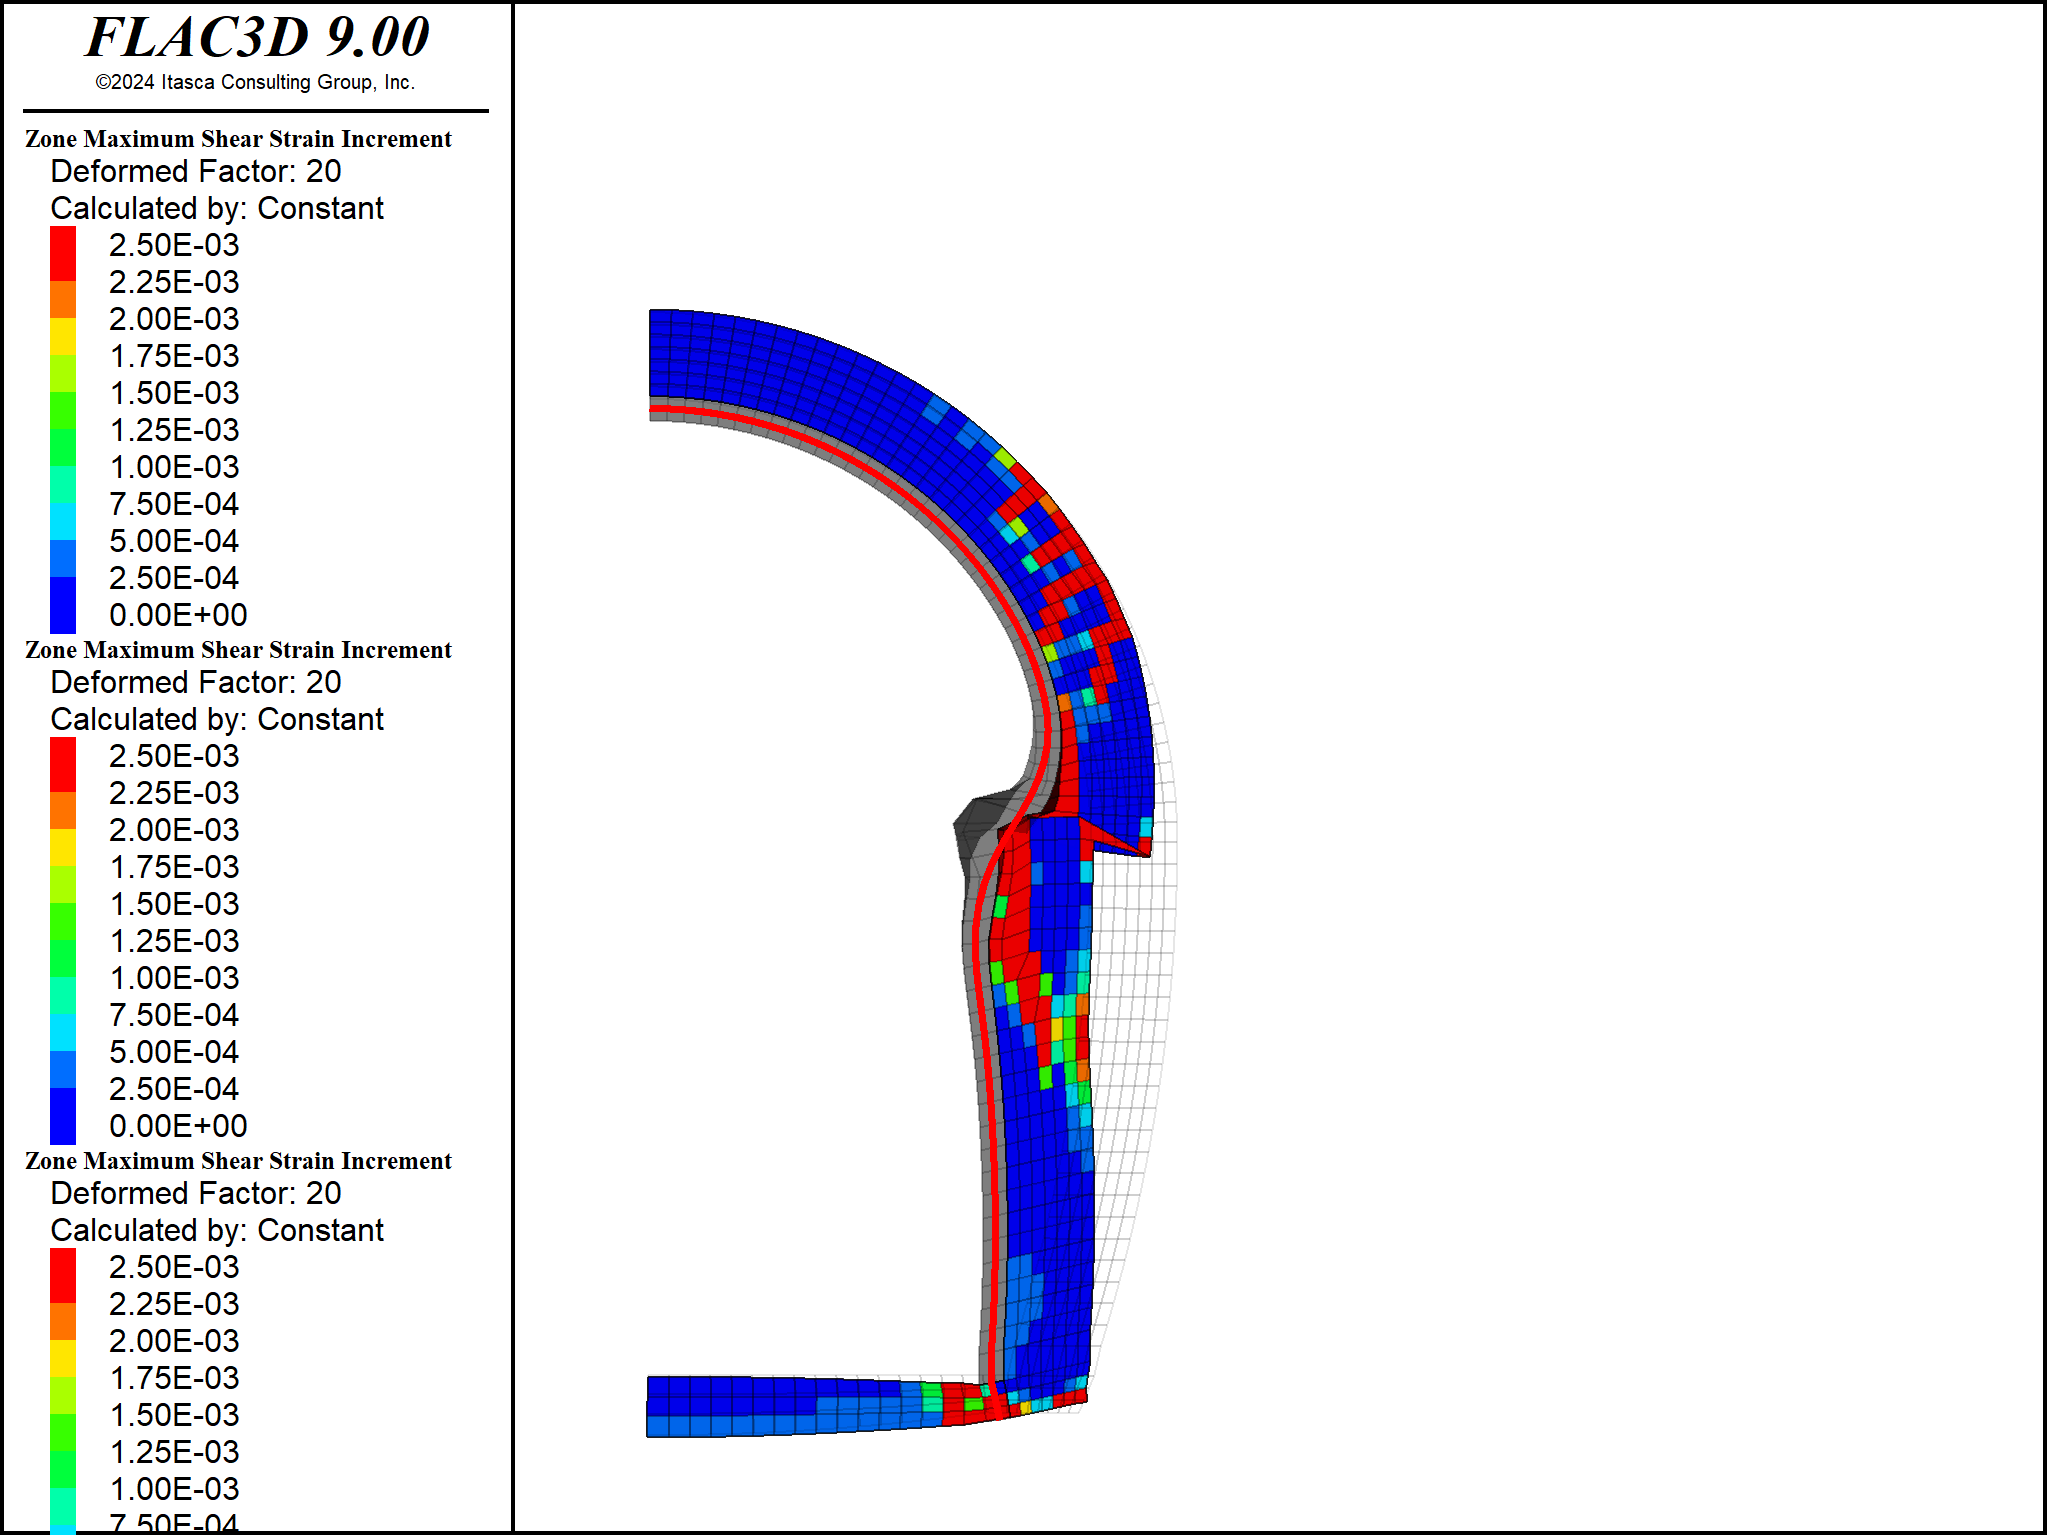 FLAC3D 9.00
©2024 Itasca Consulting Group, Inc.
Zone Maximum Shear Strain Increment
Deformed Factor: 20
Calculated by: Constant
2.50E-03
2.25E-03
2.00E-03
1.75E-03
1.50E-03
1.25E-03
1.00E-03
7.50E-04
5.00E-04
2.50E-04
0.00E+00
Zone Maximum Shear Strain Increment
Deformed Factor: 20
Calculated by: Constant
2.50E-03
2.25E-03
2.00E-03
1.75E-03
1.50E-03
1.25E-03
1.00E-03
7.50E-04
5.00E-04
2.50E-04
0.00E+00
Zone Maximum Shear Strain Increment
Deformed Factor: 20
Calculated by: Constant
2.50E-03
2.25E-03
2.00E-03
1.75E-03
1.50E-03
1.25E-03
1.00E-03
7.50E-04